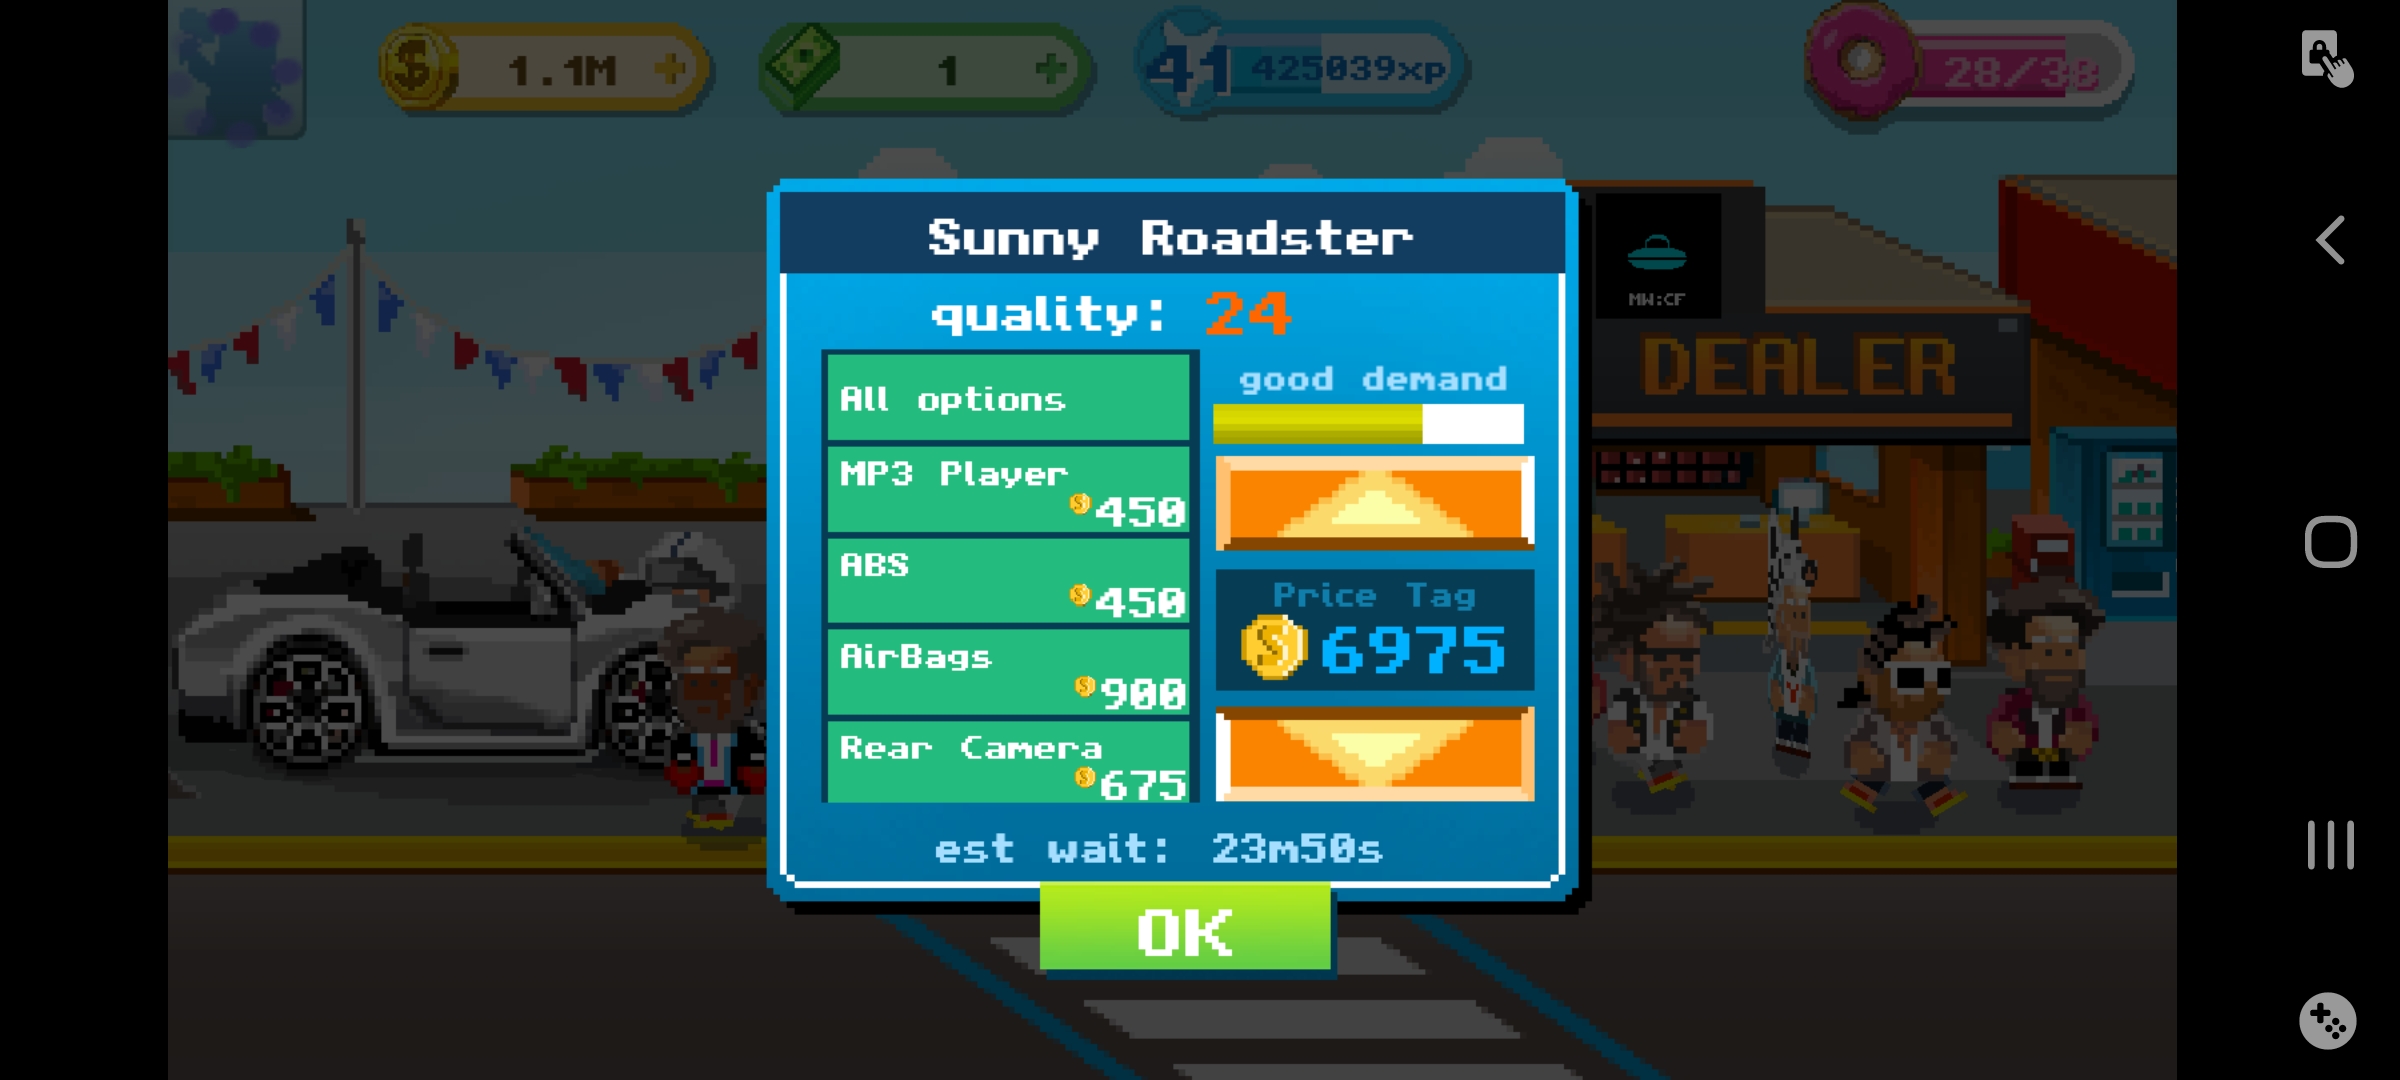 1.1M
1
41 425039xp
28/38
Sunny Roadster
quality: 24
All options
MP3 Player
450
ABS
450
AirBags
900
Rear Camera
675
good demand
Price Tag
6975
est wait: 23m50s
OK
MW:CF
DEALER